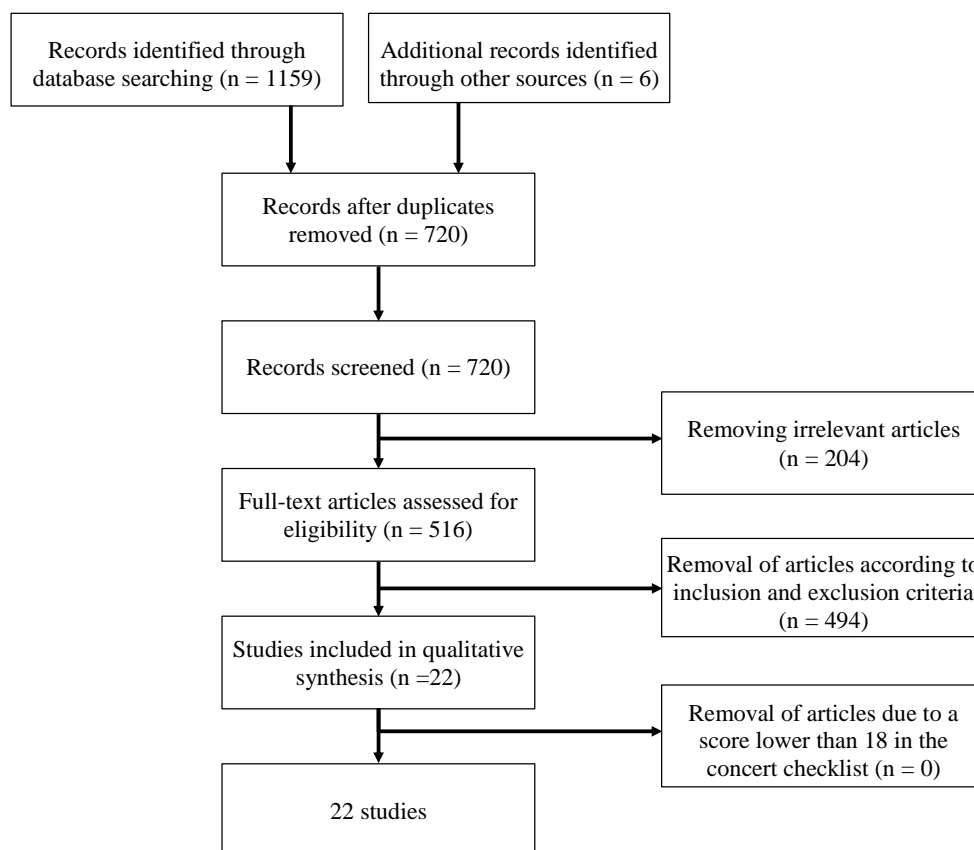 Records identified through
database searching (n = 1159)
Additional records identified
through other sources (n = 6)
Records after duplicates
removed (n = 720)
Records screened (n = 720)
Removing irrelevant articles
(n = 204)
Full-text articles assessed for
eligibility (n = 516)
Removal of articles according to
inclusion and exclusion criteria
(n = 494)
Studies included in qualitative
synthesis (n =22)
Removal of articles due to a
score lower than 18 in the
concert checklist (n = 0)
22 studies